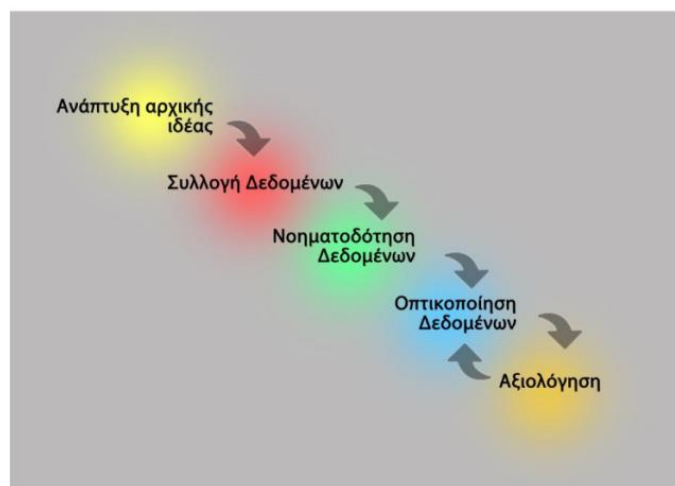 Ανάπτυξη αρχικής
ιδέας
Συλλογή Δεδομένων
Νοηματοδότηση
Δεδομένων
Οπτικοποίηση
Δεδομένων
Αξιολόγηση